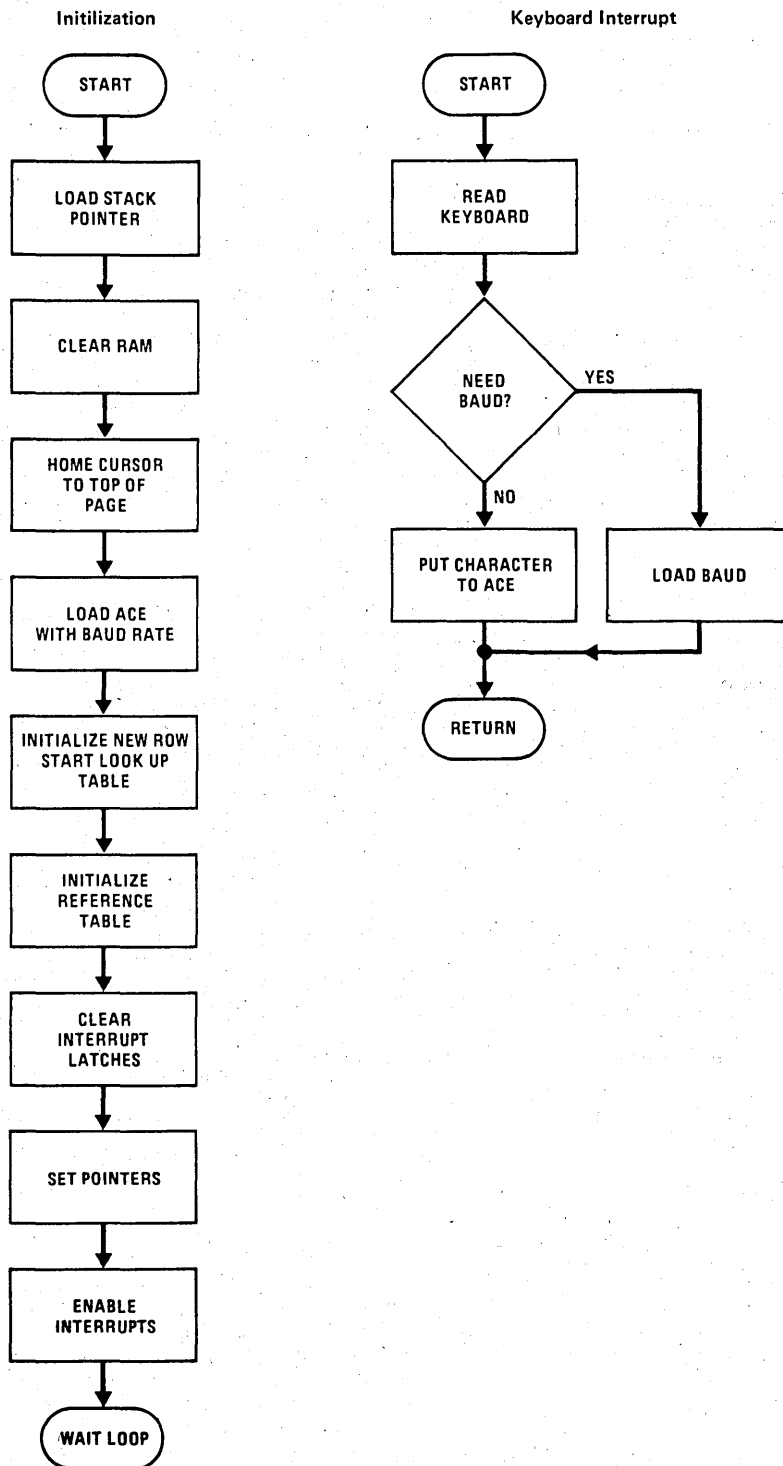 Initilization
START
LOAD STACK
POINTER
CLEAR RAM
HOME CURSOR
TO TOP OF
PAGE
LOAD ACE
WITH BAUD RATE
INITIALIZE NEW ROW
START LOOK UP
TABLE
INITIALIZE
REFERENCE
TABLE
CLEAR
INTERRUPT
LATCHES
SET POINTERS
ENABLE
INTERRUPTS
WAIT LOOP
Keyboard Interrupt
START
READ
KEYBOARD
NEED
BAUD?
YES
NO
PUT CHARACTER
TO ACE
LOAD BAUD
RETURN